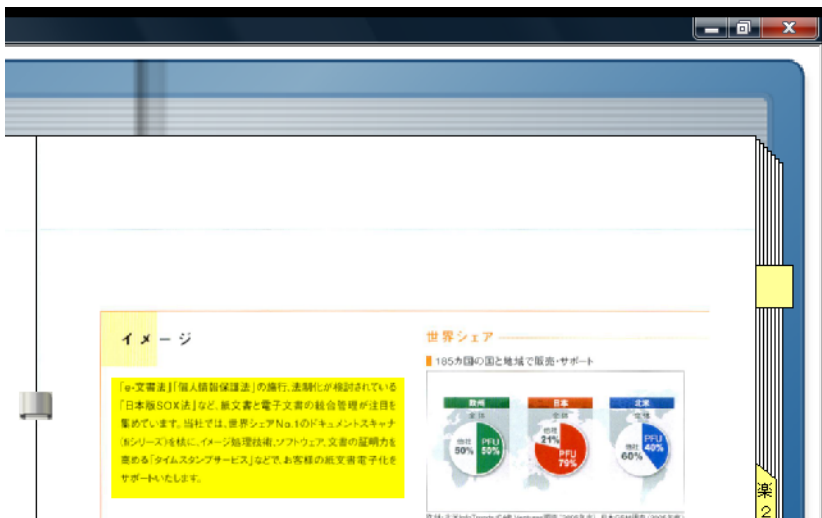 イメージ
「e-文書法」「個人情報保護法」の施行、法制化が検討されている
「日本版SOX法」など、紙文書と電子文書の総合管理が注目を
集めています。当社では、世界シェアNo.1のドキュメントスキャナ
(fiシリーズ)を核に、イメージ処理技術、ソフトウェア、文書の証明力を
高める「タイムスタンプサービス」などで、お客様の紙文書電子化を
サポートいたします。
世界シェア
185カ国の国と地域で販売・サポート
欧州
全体
他社
50%
PFU
50%
日本
全体
他社
21%
PFU
79%
北米
全体
他社
60%
PFU
40%
楽
2